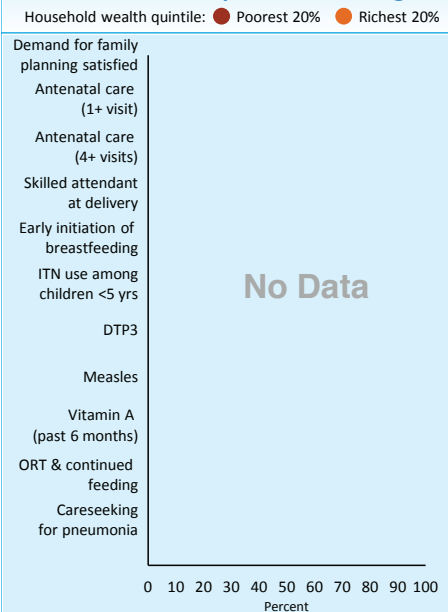 Household wealth quintile: Poorest 20% Richest 20%
Demand for family
planning satisfied
Antenatal care
(1+ visit)
Antenatal care
(4+ visits)
Skilled attendant
at delivery
Early initiation of
breastfeeding
ITN use among
children <5 yrs
No Data
DTP3
Measles
Vitamin A
(past 6 months)
ORT & continued
feeding
Careseeking
for pneumonia
0 10 20 30 40 50 60 70 80 90 100
Percent